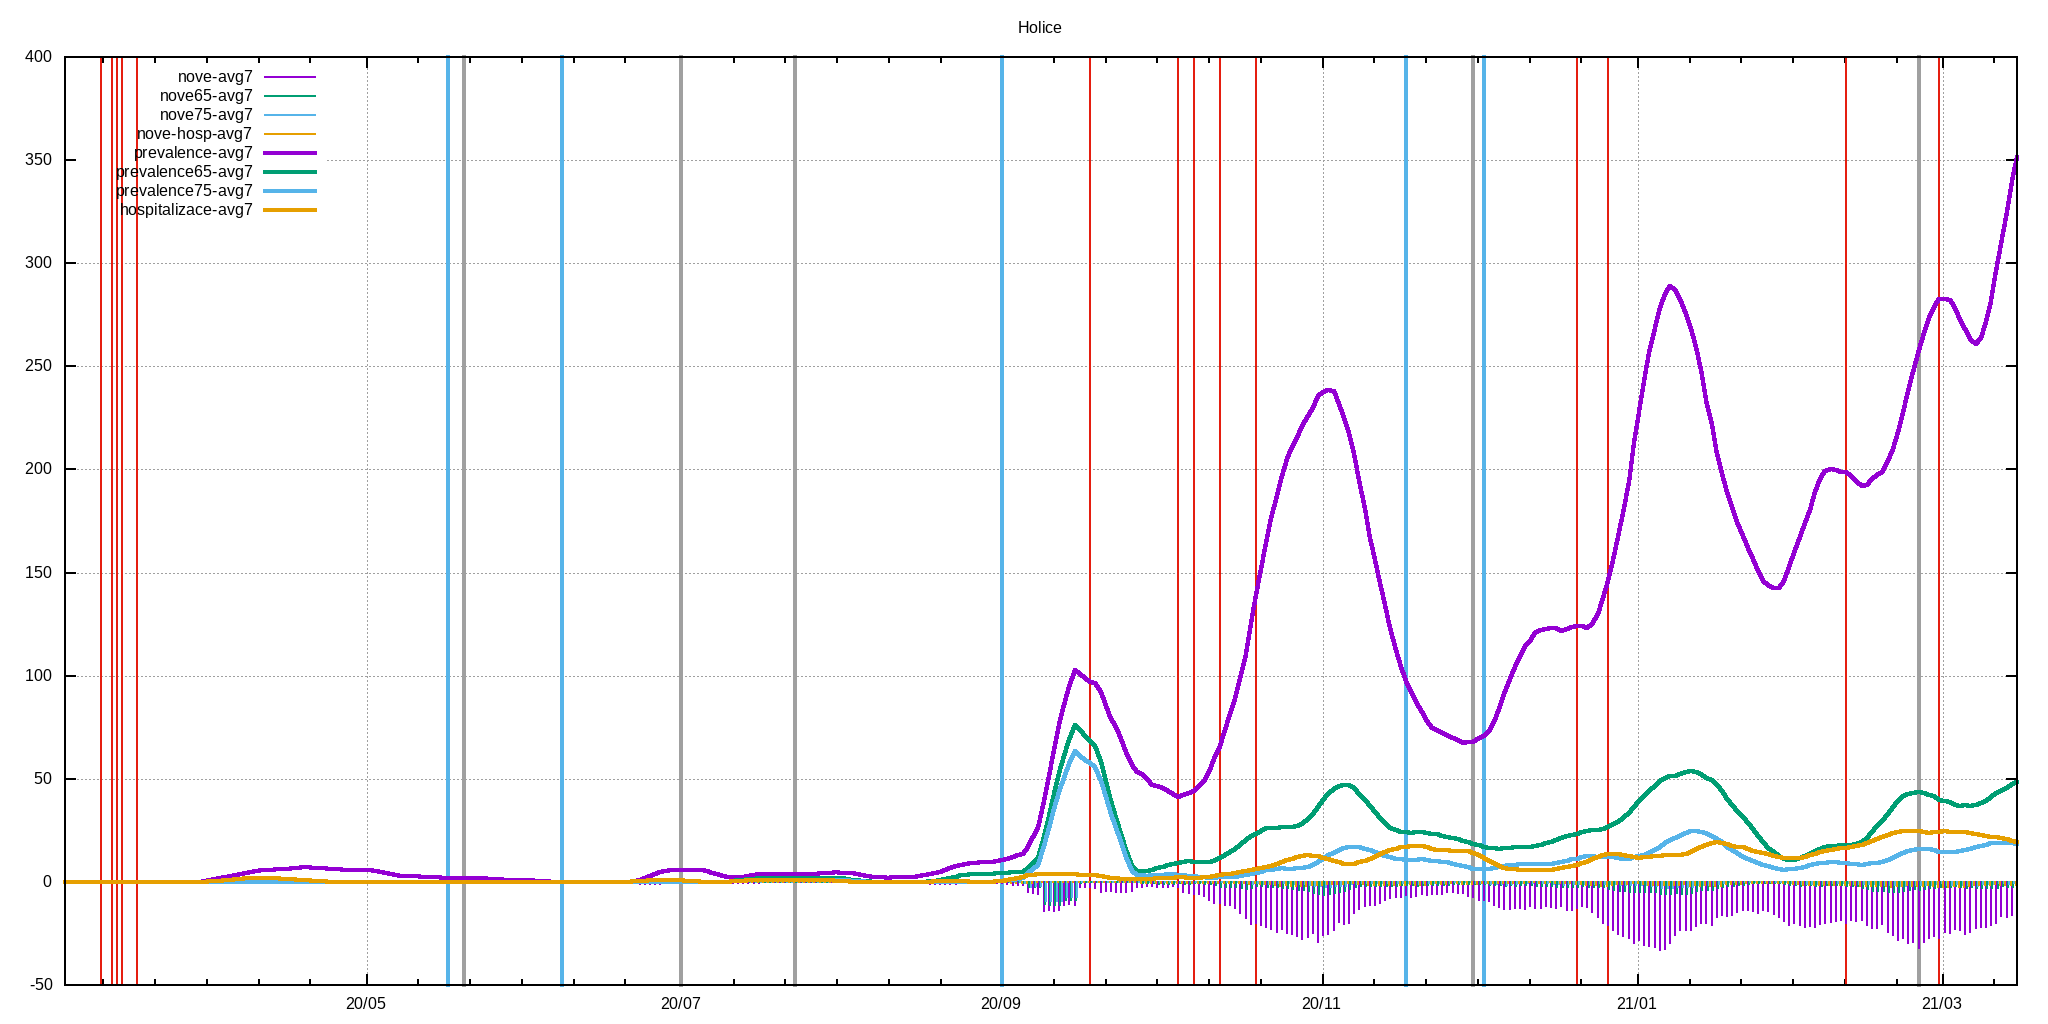 Holice
400
350
300
250
200
150
100
50
0
-50
nove-avg7
nove65-avg7
nove75-avg7
nove-hosp-avg7
prevalence-avg7
prevalence65-avg7
prevalence75-avg7
hospitalizace-avg7
20/05
20/07
20/09
20/11
21/01
21/03